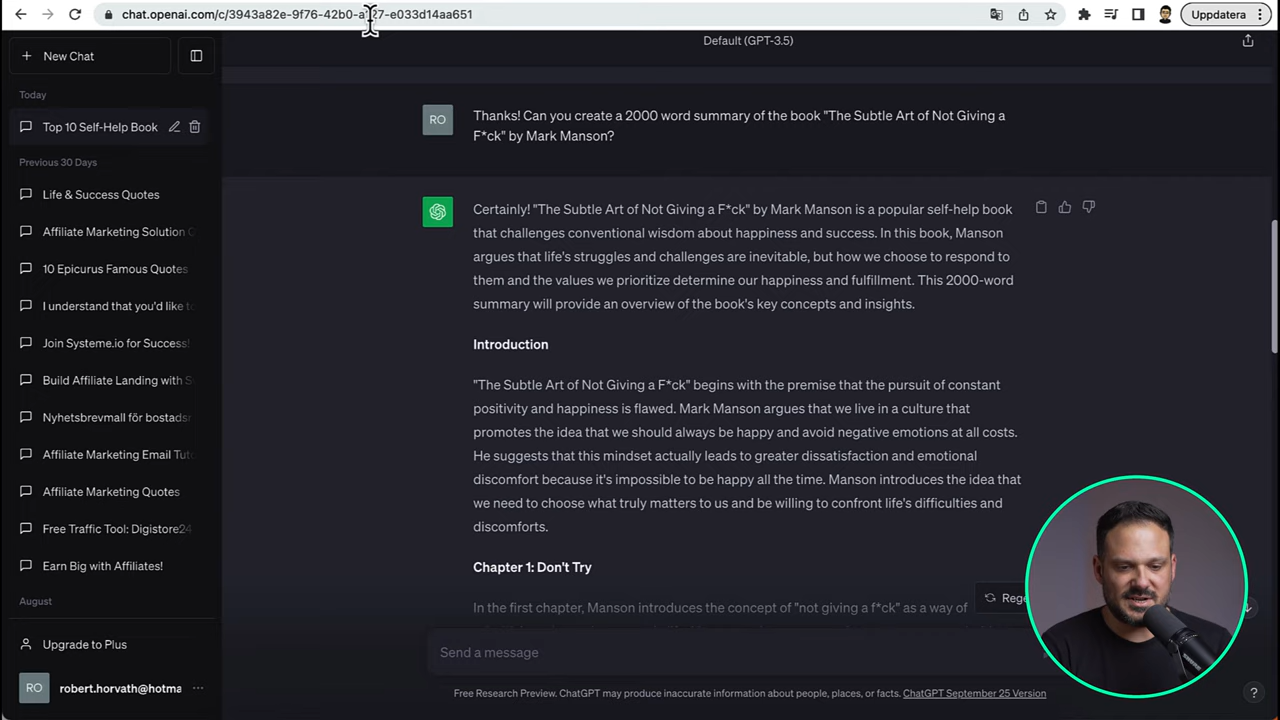 chat.openai.com/c/3943a82e-9f76-42b0-a127-e033d14aa651
Uppdatera
New Chat
Today
Top 10 Self-Help Book
Previous 30 Days
Life & Success Quotes
Affiliate Marketing Solution
10 Epicurus Famous Quotes
I understand that you'd like to
Join Systeme.io for Success!
Build Affiliate Landing with
Nyhetsbrevmall för bostads
Affiliate Marketing Email
Affiliate Marketing Quotes
Free Traffic Tool: Digistore24
Earn Big with Affiliates!
August
Upgrade to Plus
RO
robert.horvath@hotma
Default (GPT-3.5)
RO
Thanks! Can you create a 2000 word summary of the book "The Subtle Art of Not Giving a
F*ck" by Mark Manson?
Certainly! "The Subtle Art of Not Giving a F*ck" by Mark Manson is a popular self-help book
that challenges conventional wisdom about happiness and success. In this book, Manson
argues that life's struggles and challenges are inevitable, but how we choose to respond to
them and the values we prioritize determine our happiness and fulfillment. This 2000-word
summary will provide an overview of the book's key concepts and insights.
Introduction
"The Subtle Art of Not Giving a F*ck" begins with the premise that the pursuit of constant
positivity and happiness is flawed. Mark Manson argues that we live in a culture that
promotes the idea that we should always be happy and avoid negative emotions at all costs.
He suggests that this mindset actually leads to greater dissatisfaction and emotional
discomfort because it's impossible to be happy all the time. Manson introduces the idea that
we need to choose what truly matters to us and be willing to confront life's difficulties and
discomforts.
Chapter 1: Don't Try
In the first chapter, Manson introduces the concept of "not giving a f*ck" as a way of
Rege
Send a message
Free Research Preview. ChatGPT may produce inaccurate information about people, places, or facts. ChatGPT September 25 Version
?